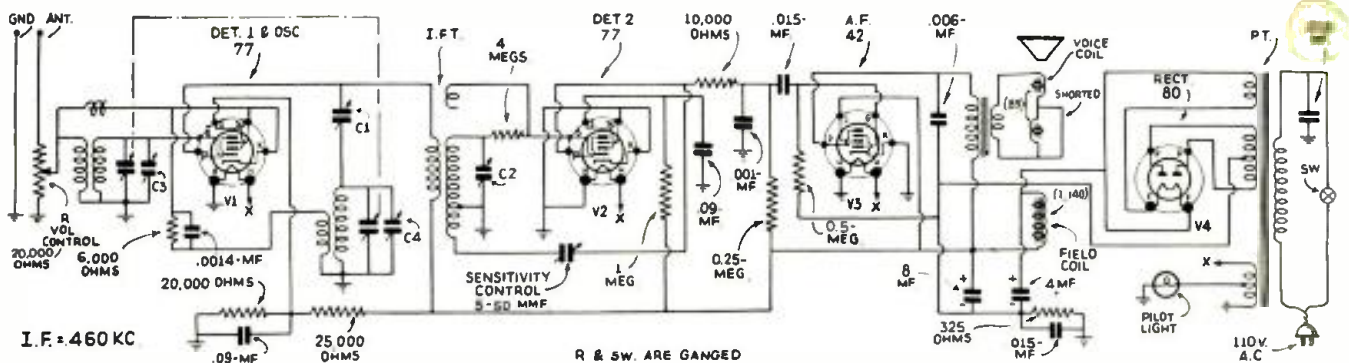 GND ANT.
DET. 1 & OSC
77
I.F.T.
4
MEGS
DET 2
77
10,000
OHMS
.015-
MF
A.F.
42
.006-
MF
VOICE
COIL
(85)
SHORTED
RECT.
80
P.T.
C1
C3
V1
X
C4
C2
V2
X
.09-
MF
.001-
MF
V3
X
0.5-
MEG
(1,140)
FIELD
COIL
V4
SW
R
VOL
CONTROL
20,000
OHMS
6,000
OHMS
.0014-MF
SENSITIVITY
CONTROL
5-50 MMF
1
MEG
0.25-
MEG
8
MF
4 MF
X
PILOT
LIGHT
20,000 OHMS
.09-MF
25,000
OHMS
325
OHMS
.015-
MF
110 V.
A.C
I.F. = 460 KC
R & SW. ARE GANGED